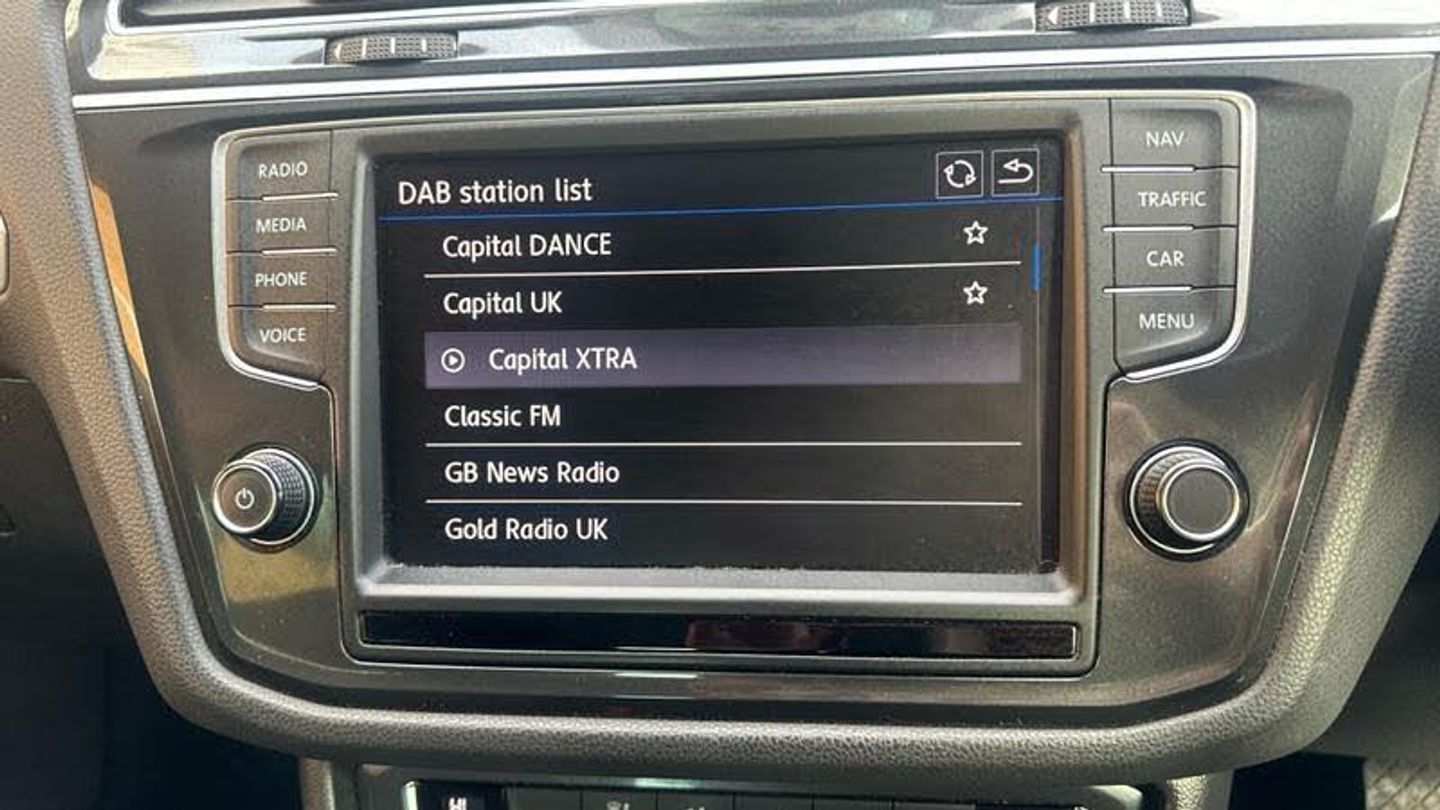 RADIO
MEDIA
PHONE
VOICE
DAB station list
Capital DANCE
Capital UK
Capital XTRA
Classic FM
GB News Radio
Gold Radio UK
NAV
TRAFFIC
CAR
MENU